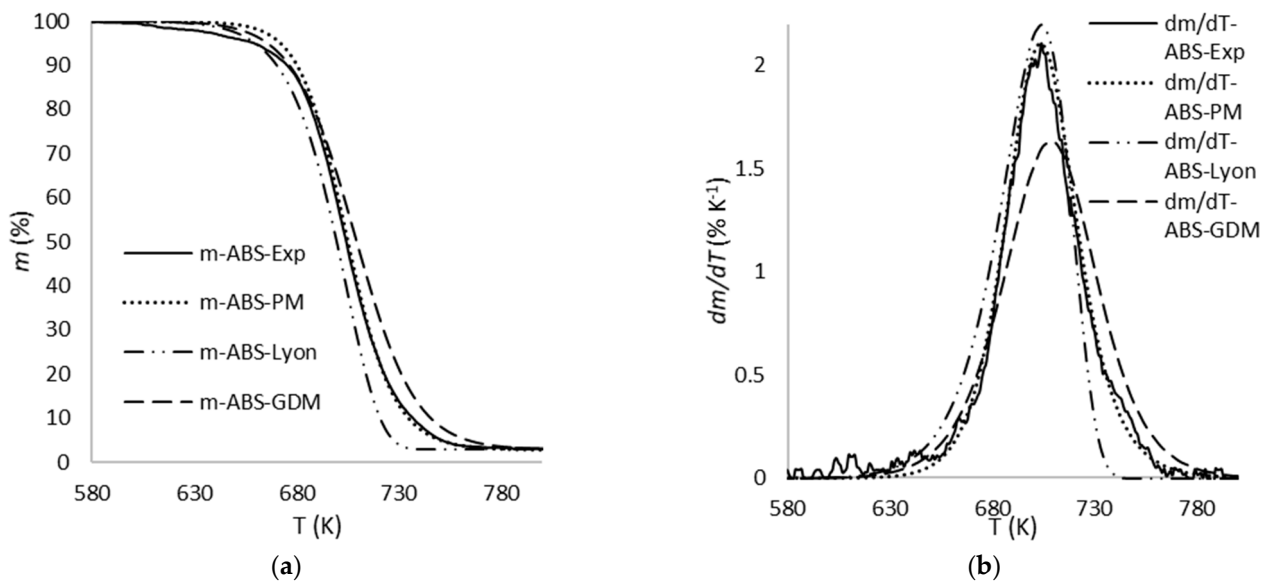 100
90
80
70
60
50
40
30
20
10
0
m (%)
m-ABS-Exp
m-ABS-PM
m-ABS-Lyon
m-ABS-GDM
580
630
680
730
780
T (K)
(a)
2
1.5
1
0.5
0
dm/dT (% K⁻¹)
dm/dT-
ABS-Exp
dm/dT-
ABS-PM
dm/dT-
ABS-Lyon
dm/dT-
ABS-GDM
580
630
680
730
780
T (K)
(b)